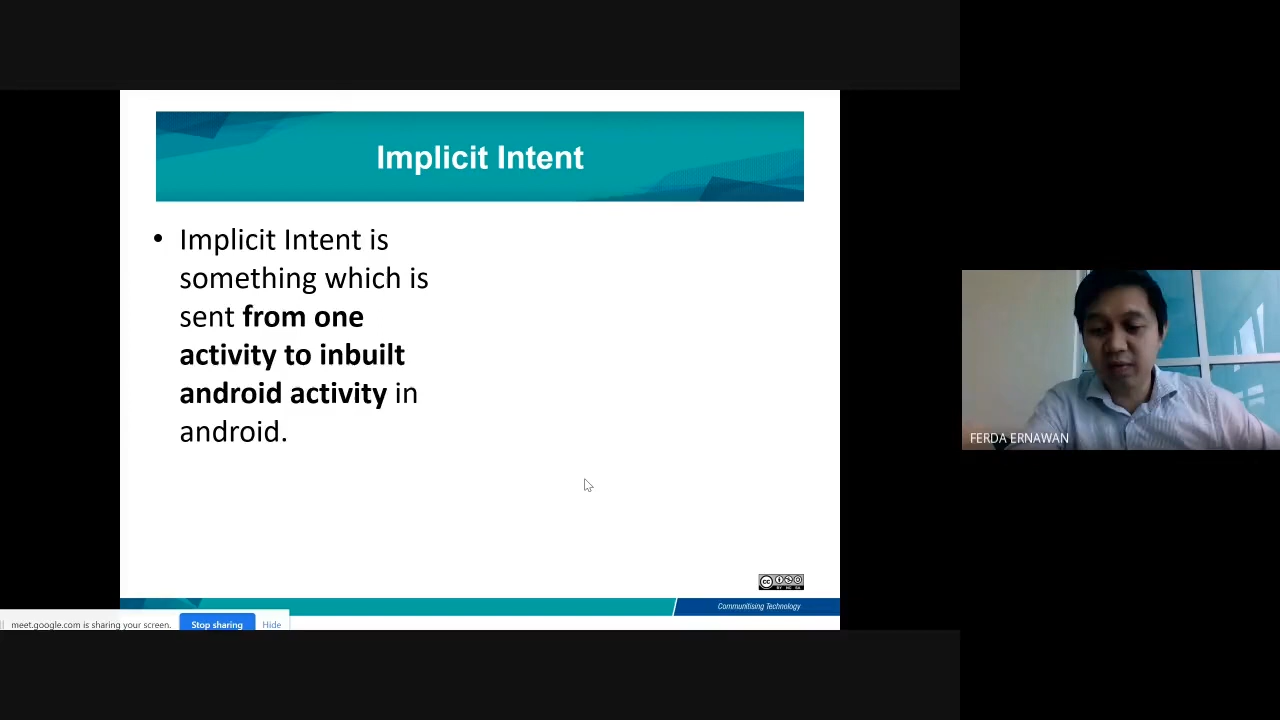 Implicit Intent
• Implicit Intent is
something which is
sent from one
activity to inbuilt
android activity in
android.
FERDA ERNAWAN
Communitising Technology
meet.google.com is sharing your screen.
Stop sharing
Hide